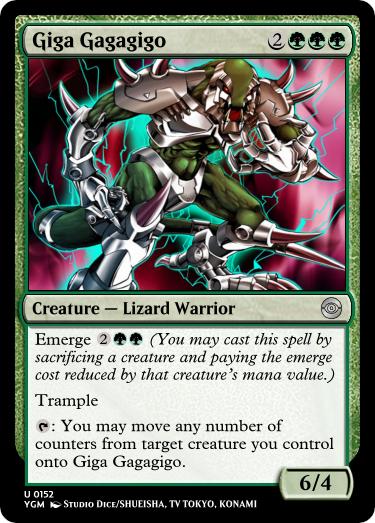 Giga Gagagigo 2
Creature — Lizard Warrior
Emerge 2 (You may cast this spell by
sacrificing a creature and paying the emerge
cost reduced by that creature's mana value.)
Trample
: You may move any number of
counters from target creature you control
onto Giga Gagagigo.
6/4
U 0152
YGM Studio Dice/SHUEISHA, TV TOKYO, KONAMI